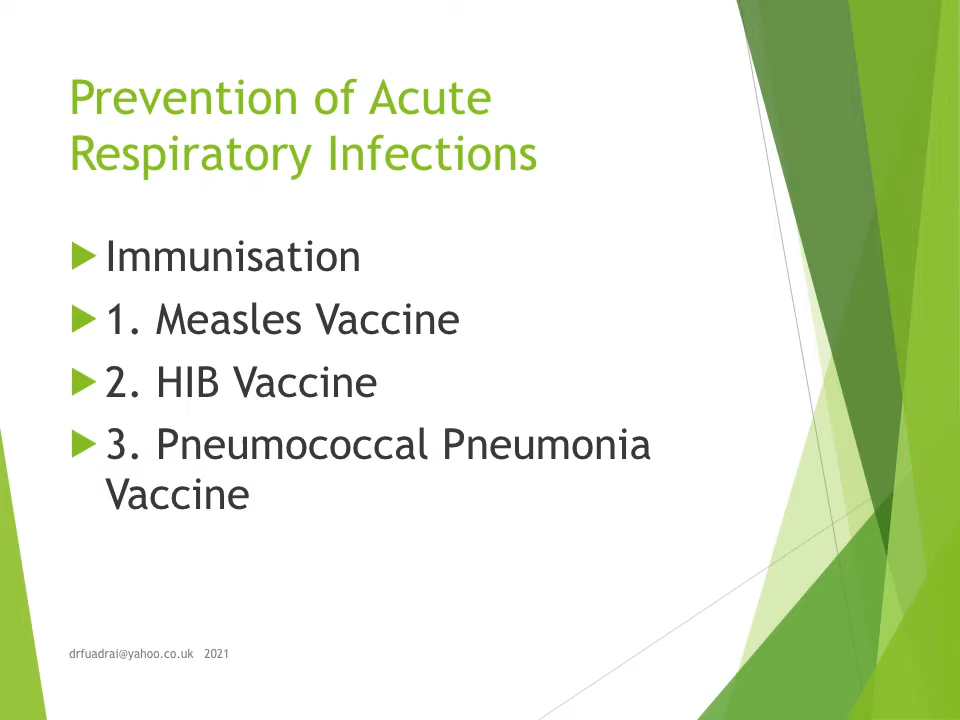 Prevention of Acute
Respiratory Infections
Immunisation
1. Measles Vaccine
2. HIB Vaccine
3. Pneumococcal Pneumonia
Vaccine
drfuadrai@yahoo.co.uk 2021